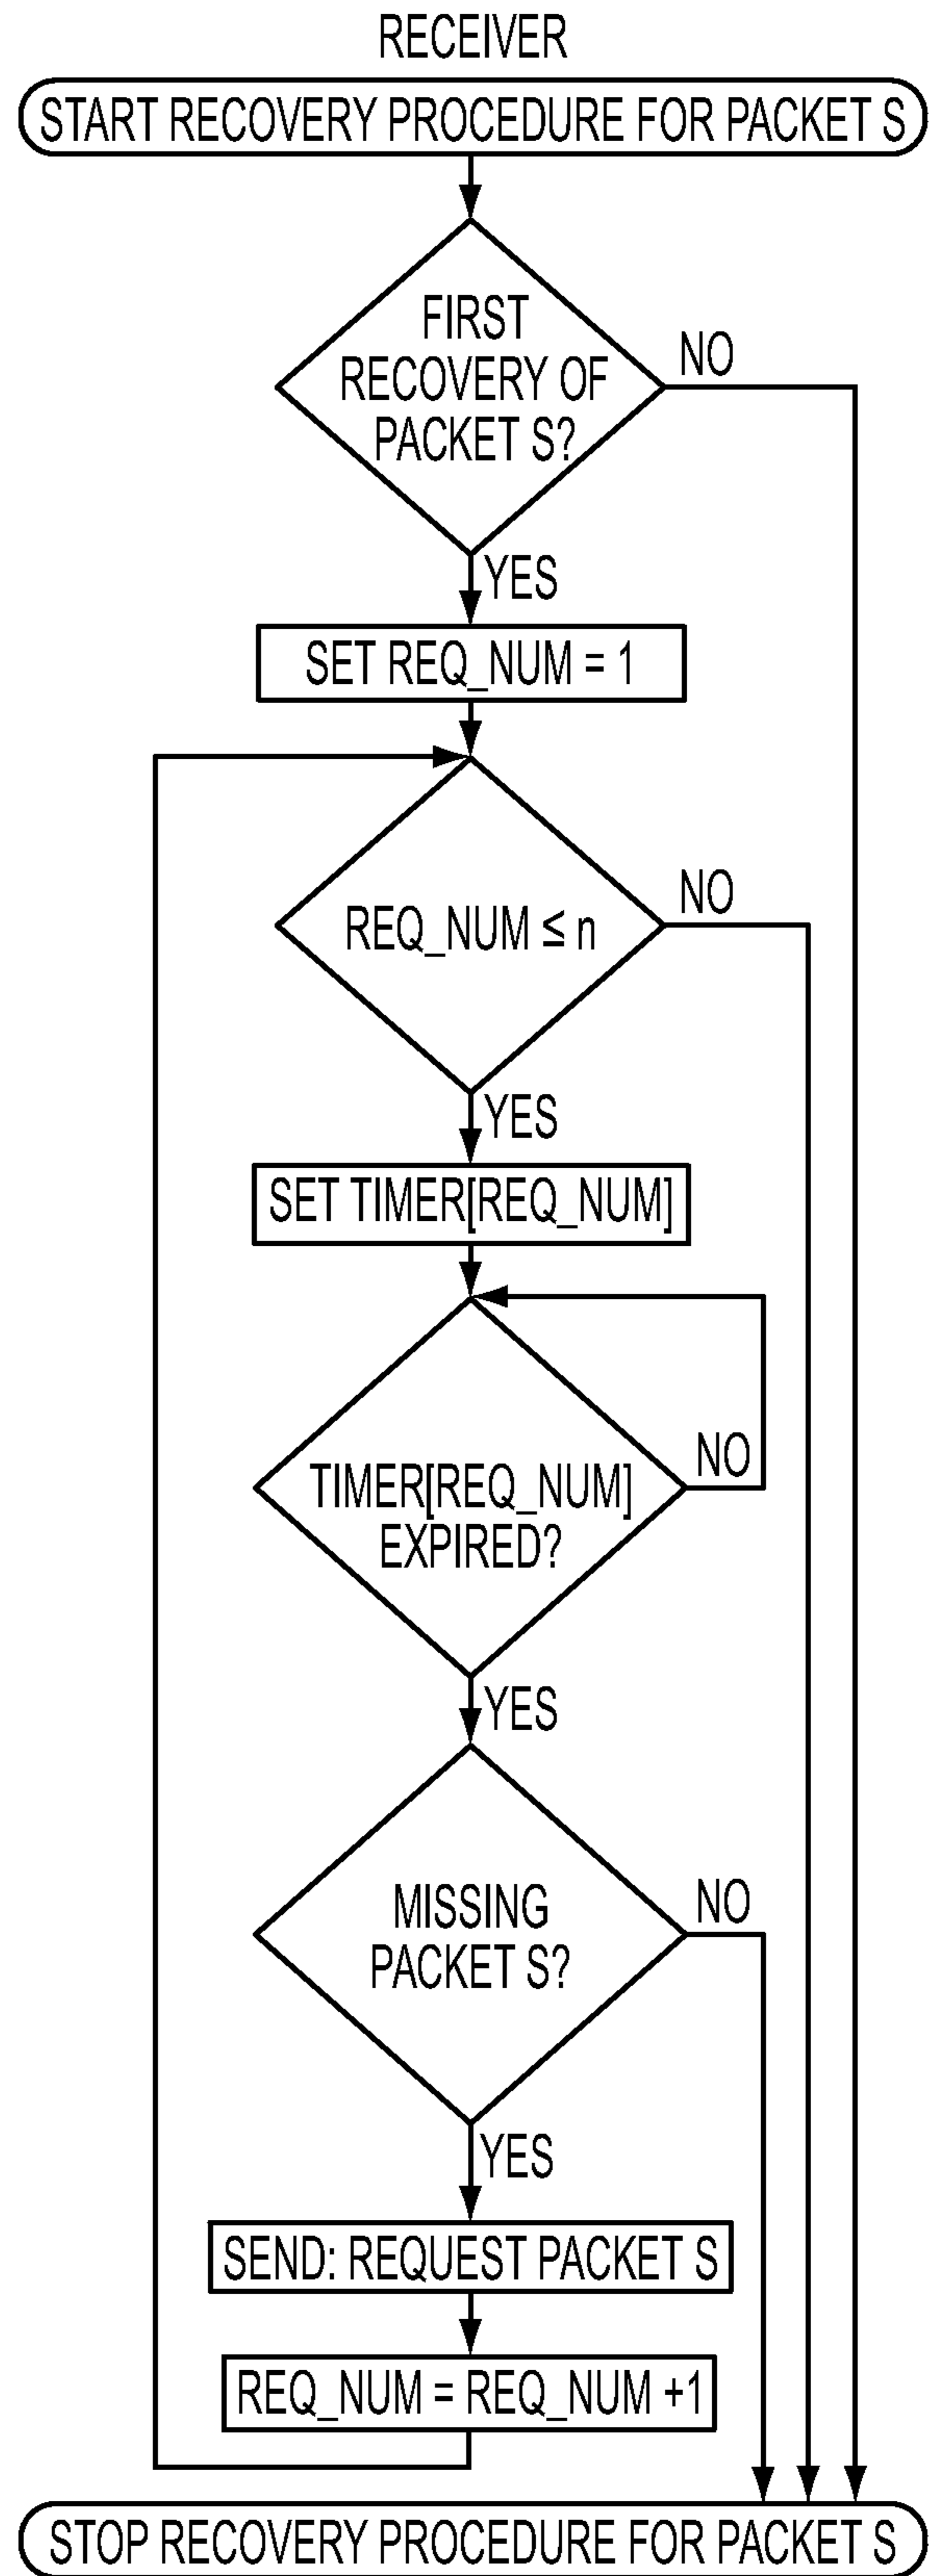 RECEIVER
START RECOVERY PROCEDURE FOR PACKET S
FIRST
RECOVERY OF
PACKET S?
NO
YES
SET REQ_NUM = 1
REQ_NUM ≤ n
NO
YES
SET TIMER[REQ_NUM]
TIMER[REQ_NUM]
EXPIRED?
NO
YES
MISSING
PACKET S?
NO
YES
SEND: REQUEST PACKET S
REQ_NUM = REQ_NUM +1
STOP RECOVERY PROCEDURE FOR PACKET S